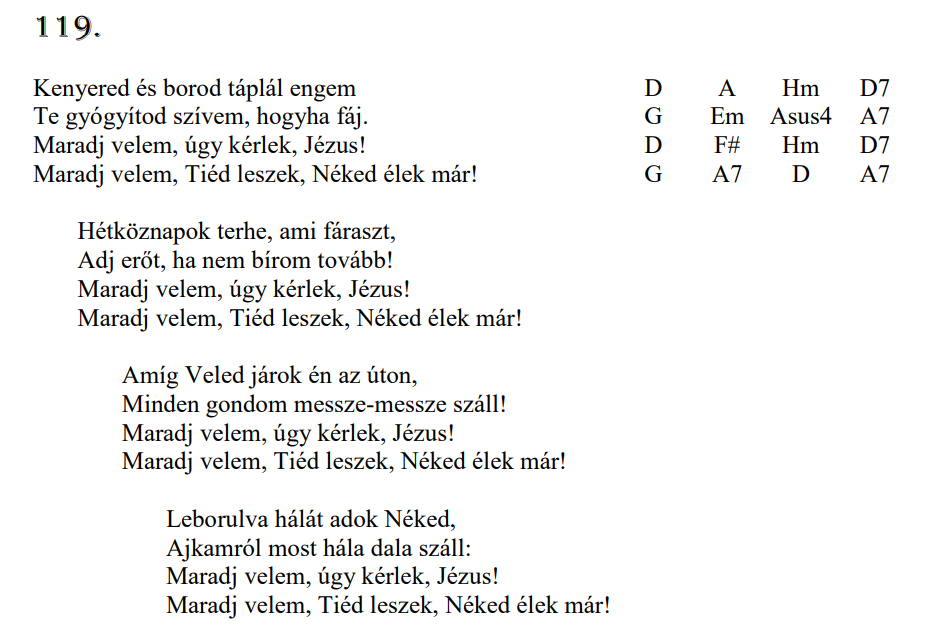 119.
Kenyered és borod táplál engem D A Hm D7
Te gyógyítod szívem, hogyha fáj. G Em Asus4 A7
Maradj velem, úgy kérlek, Jézus! D F# Hm D7
Maradj velem, Tiéd leszek, Néked élek már! G A7 D A7
Hétköznapok terhe, ami fáraszt,
Adj erőt, ha nem bírom tovább!
Maradj velem, úgy kérlek, Jézus!
Maradj velem, Tiéd leszek, Néked élek már!
Amíg Veled járok én az úton,
Minden gondom messze-messze száll!
Maradj velem, úgy kérlek, Jézus!
Maradj velem, Tiéd leszek, Néked élek már!
Leborulva hálát adok Néked,
Ajkamról most hála dala száll:
Maradj velem, úgy kérlek, Jézus!
Maradj velem, Tiéd leszek, Néked élek már!